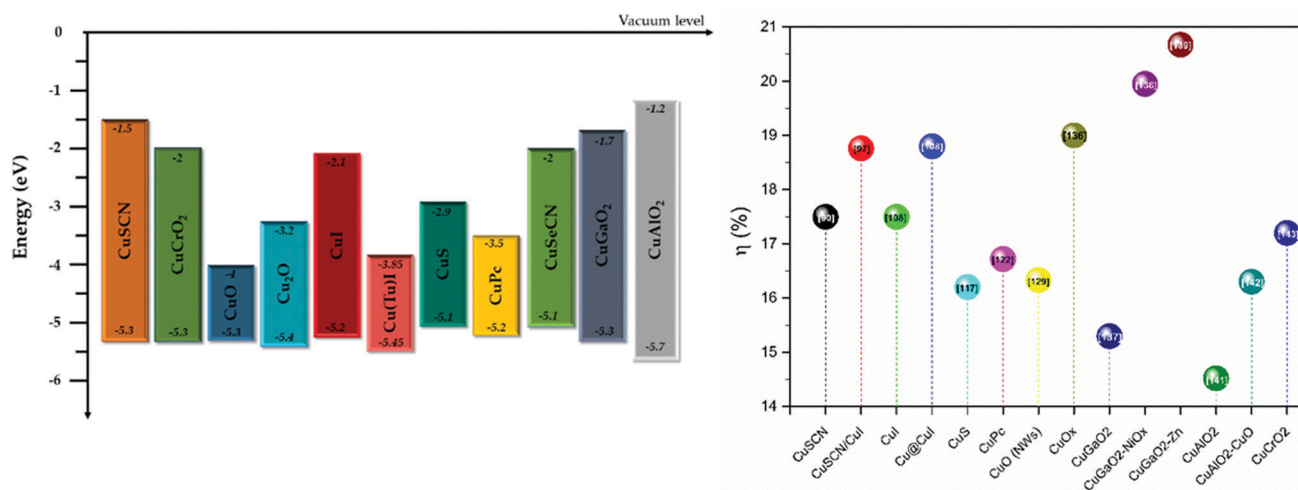 Vacuum level
Energy (eV)
0
-1
-2
-3
-4
-5
-6
-1.5
CuSCN
-5.3
-2
CuCrO₂
-5.3
-4
CuO
-5.3
-3.2
Cu₂O
-5.4
-2.1
CuI
-5.2
-3.85
Cu(Tu)I
-5.45
-2.9
CuS
-5.1
-3.5
CuPc
-5.2
-2
CuSeCN
-5.1
-1.7
CuGaO₂
-5.3
-1.2
CuAlO₂
-5.7
η (%)
21
20
19
18
17
16
15
14
[97]
[108]
[117]
[122]
[129]
[136]
[137]
[138]
[139]
[141]
[142]
[143]
CuSCN
CuSCN/CuI
CuI
Cu@CuI
CuS
CuPc
CuO (NWs)
CuOx
CuGaO2
CuGaO2-NiOx
CuGaO2-Zn
CuAlO2
CuAlO2-CuO
CuCrO2